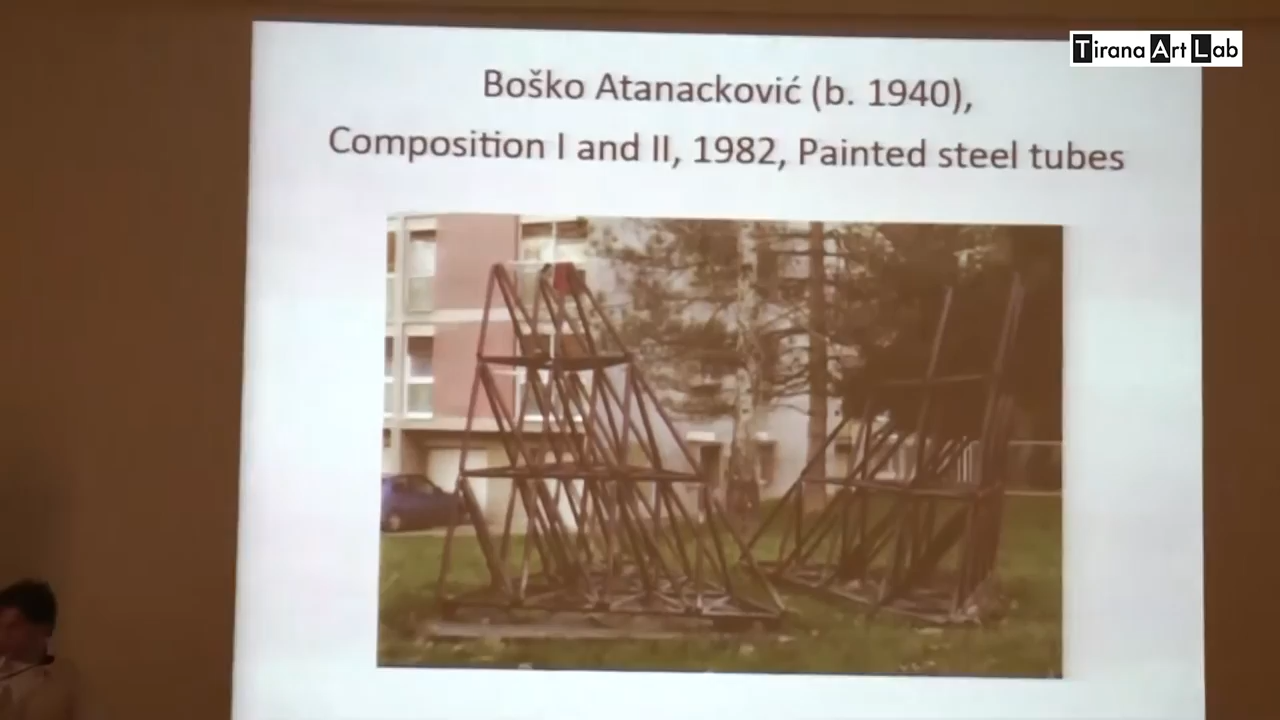 Tirana Art Lab
Boško Atanacković (b. 1940),
Composition I and II, 1982, Painted steel tubes